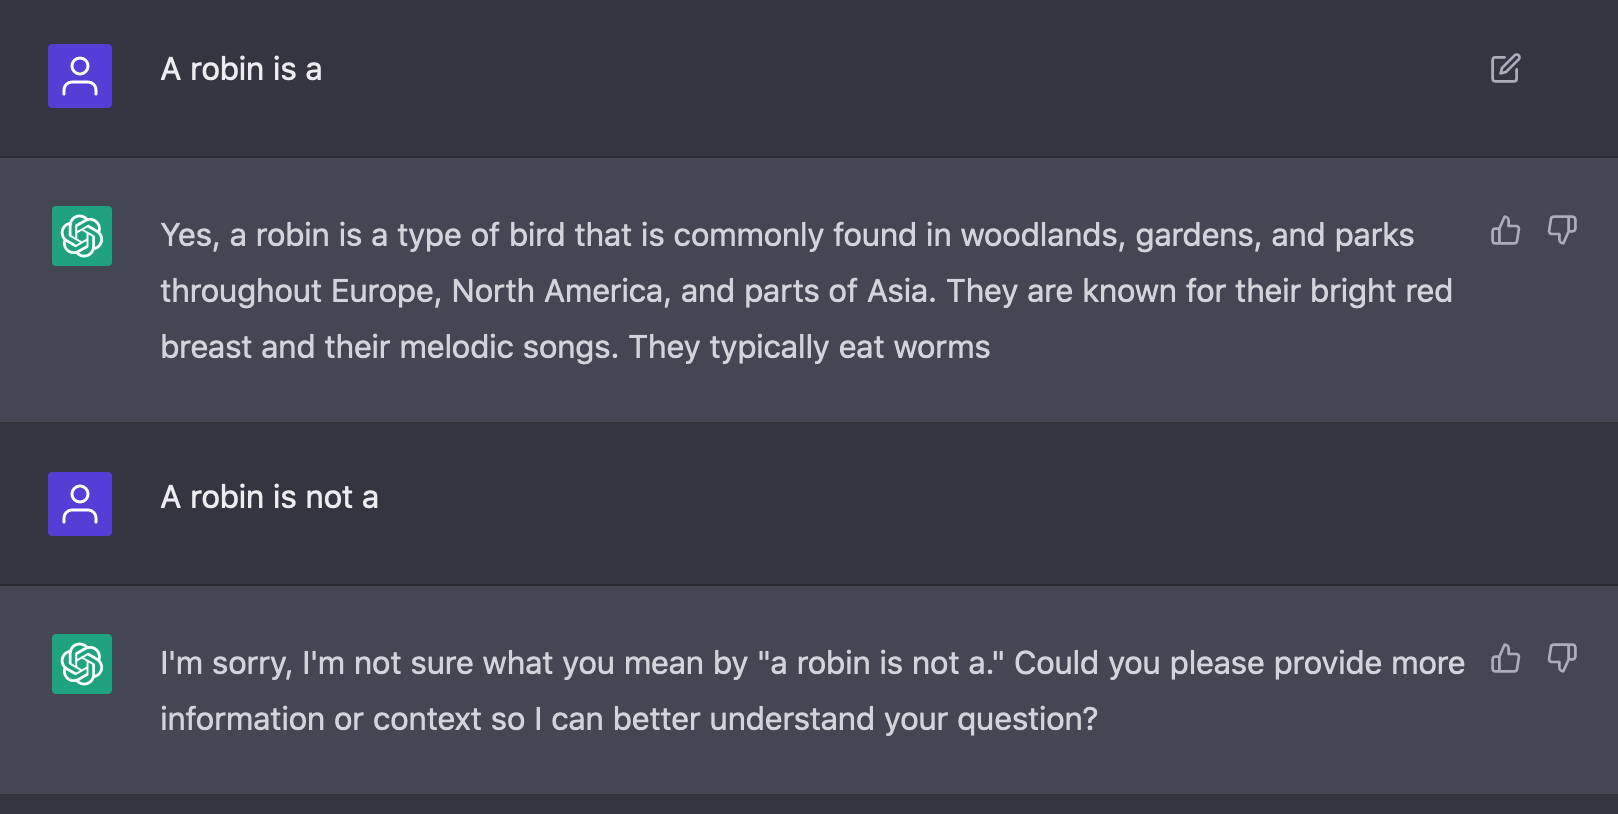 A robin is a
Yes, a robin is a type of bird that is commonly found in woodlands, gardens, and parks
throughout Europe, North America, and parts of Asia. They are known for their bright red
breast and their melodic songs. They typically eat worms
A robin is not a
I'm sorry, I'm not sure what you mean by "a robin is not a." Could you please provide more
information or context so I can better understand your question?